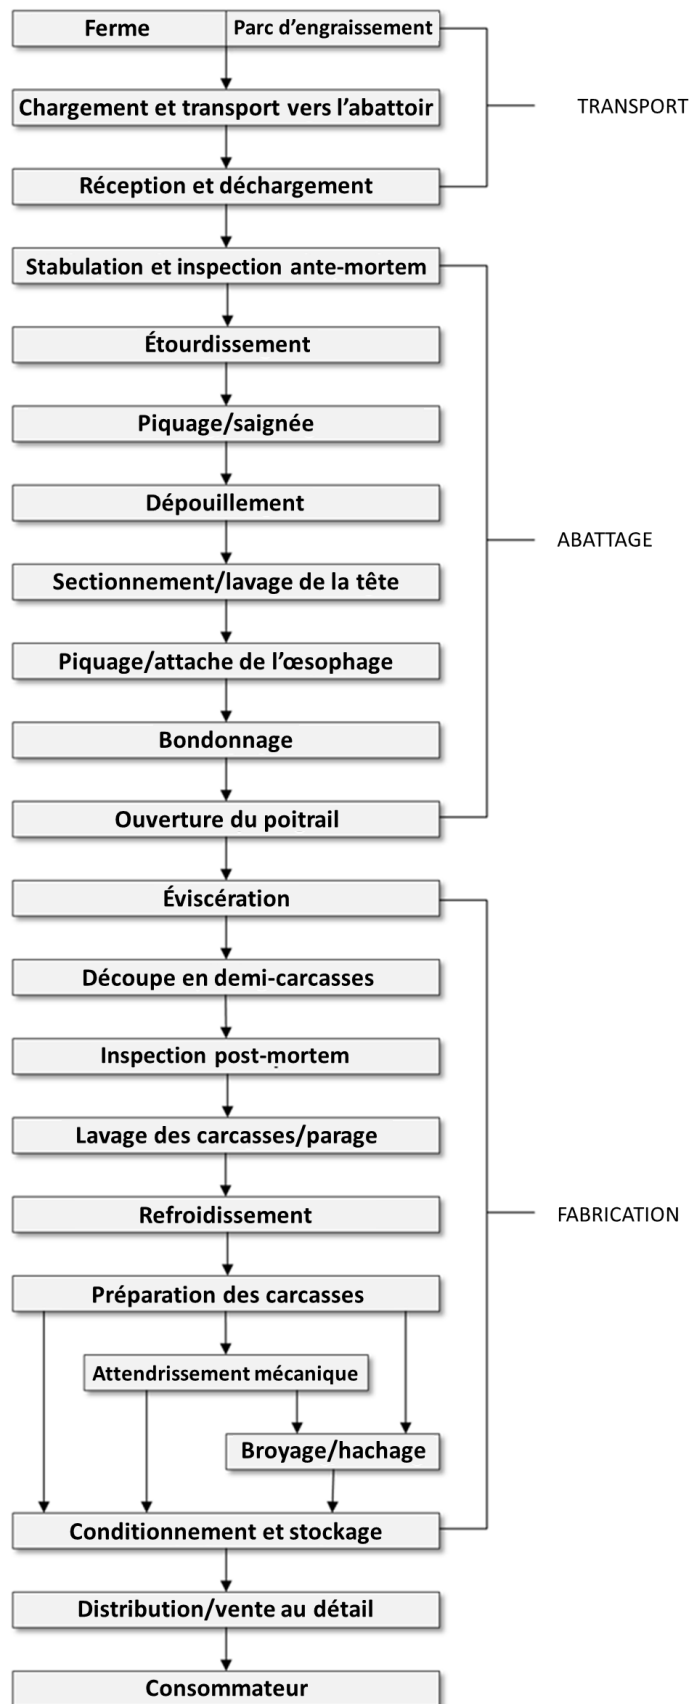 Ferme
Parc d’engraissement
Chargement et transport vers l’abattoir
TRANSPORT
Réception et déchargement
Stabulation et inspection ante-mortem
Étourdissement
Piquage/saignée
Dépouillement
ABATTAGE
Sectionnement/lavage de la tête
Piquage/attache de l’œsophage
Bondonnage
Ouverture du poitrail
Éviscération
Découpe en demi-carcasses
Inspection post-mortem
Lavage des carcasses/parage
Refroidissement
FABRICATION
Préparation des carcasses
Attendrissement mécanique
Broyage/hachage
Conditionnement et stockage
Distribution/vente au détail
Consommateur